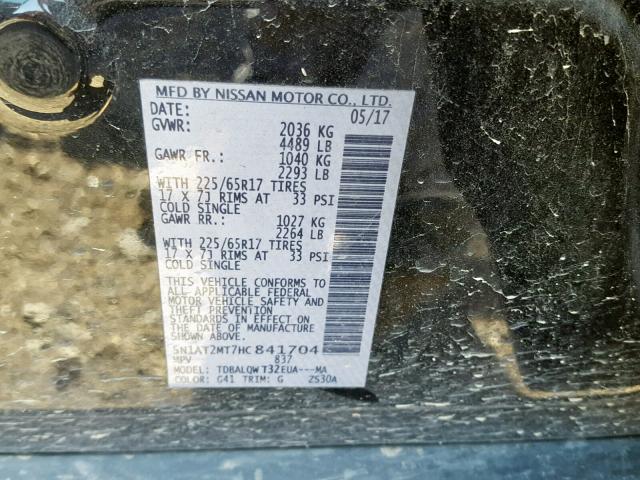 MFD BY NISSAN MOTOR CO., LTD.
DATE: 05/17
GVWR: 2036 KG
4489 LB
GAWR FR.: 1040 KG
2293 LB
WITH 225/65R17 TIRES
17 X 7J RIMS AT 33 PSI
COLD SINGLE
GAWR RR.: 1027 KG
2264 LB
WITH 225/65R17 TIRES
17 X 7J RIMS AT 33 PSI
COLD SINGLE
THIS VEHICLE CONFORMS TO
ALL APPLICABLE FEDERAL
MOTOR VEHICLE SAFETY AND
THEFT PREVENTION
STANDARDS IN EFFECT ON
THE DATE OF MANUFACTURE
SHOWN ABOVE.
5N1AT2MT7HC841704
MPV 837
MODEL: TDBALQWT32EUA---MA
COLOR: G41 TRIM: G ZS30A